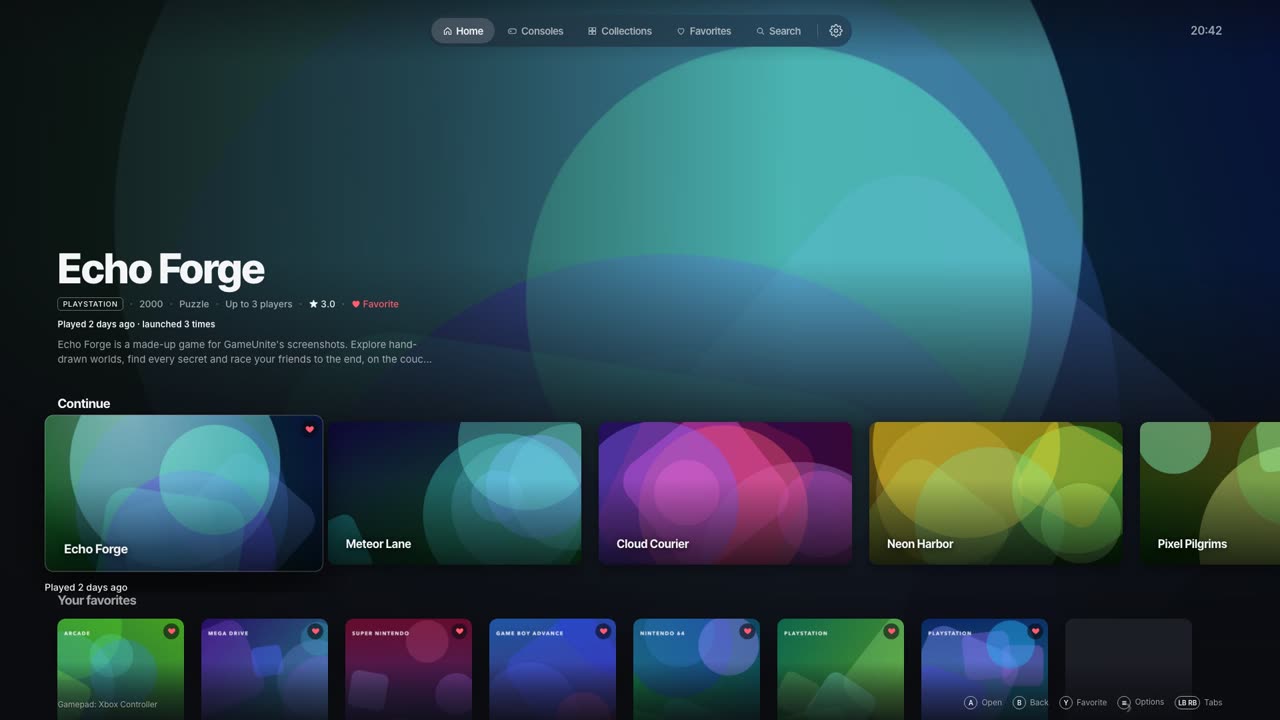 Home Consoles Collections Favorites Search 20:42
Echo Forge
PLAYSTATION · 2000 · Puzzle · Up to 3 players · ★ 3.0 · Favorite
Played 2 days ago · launched 3 times
Echo Forge is a made-up game for GameUnite's screenshots. Explore hand-
drawn worlds, find every secret and race your friends to the end, on the couc...
Continue
Echo Forge
Meteor Lane
Cloud Courier
Neon Harbor
Pixel Pilgrims
Played 2 days ago
Your favorites
ARCADE
MEGA DRIVE
SUPER NINTENDO
GAME BOY ADVANCE
NINTENDO 64
PLAYSTATION
PLAYSTATION
Gamepad: Xbox Controller
A Open B Back Y Favorite ≡ Options LB RB Tabs